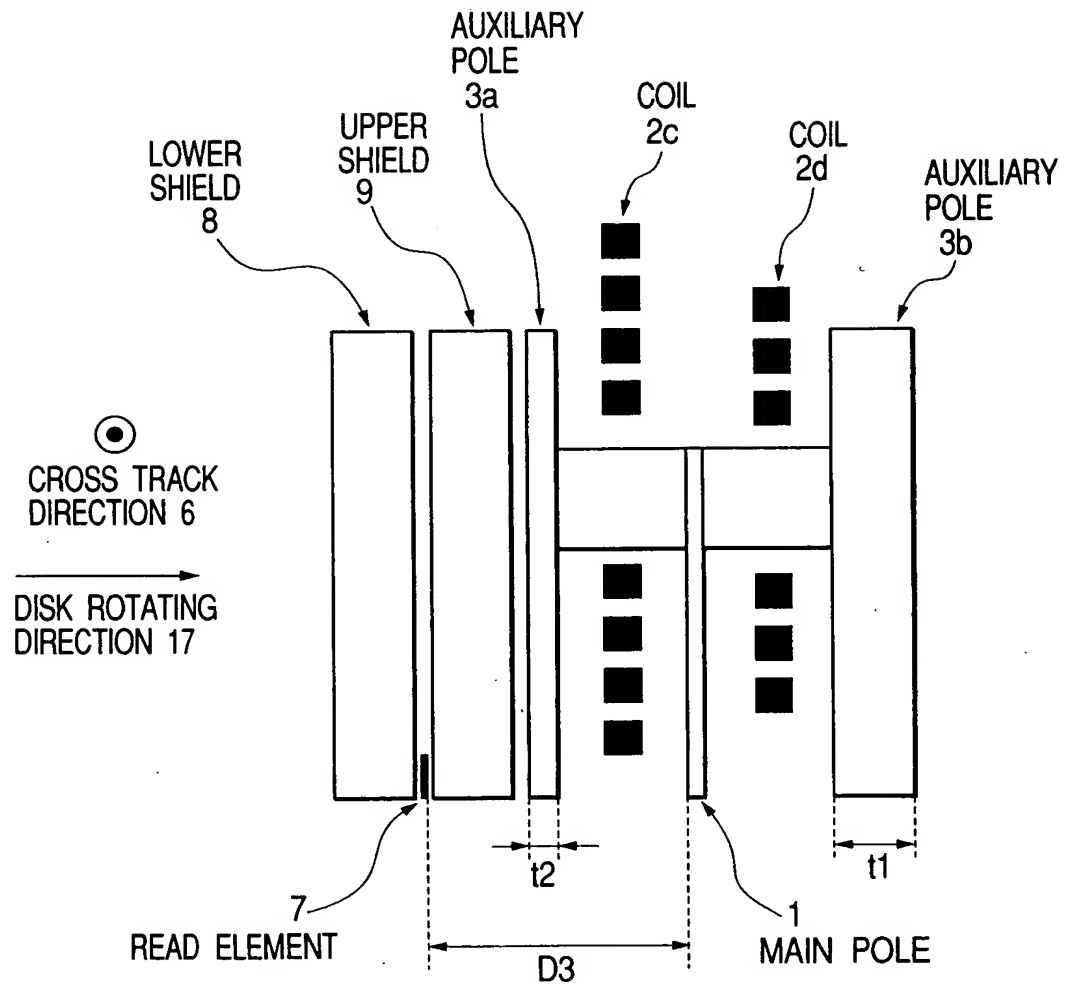 AUXILIARY
POLE
3a
COIL
2c
UPPER
SHIELD
9
COIL
2d
LOWER
SHIELD
8
AUXILIARY
POLE
3b
CROSS TRACK
DIRECTION 6
DISK ROTATING
DIRECTION 17
t2
t1
7
READ ELEMENT
1
MAIN POLE
D3